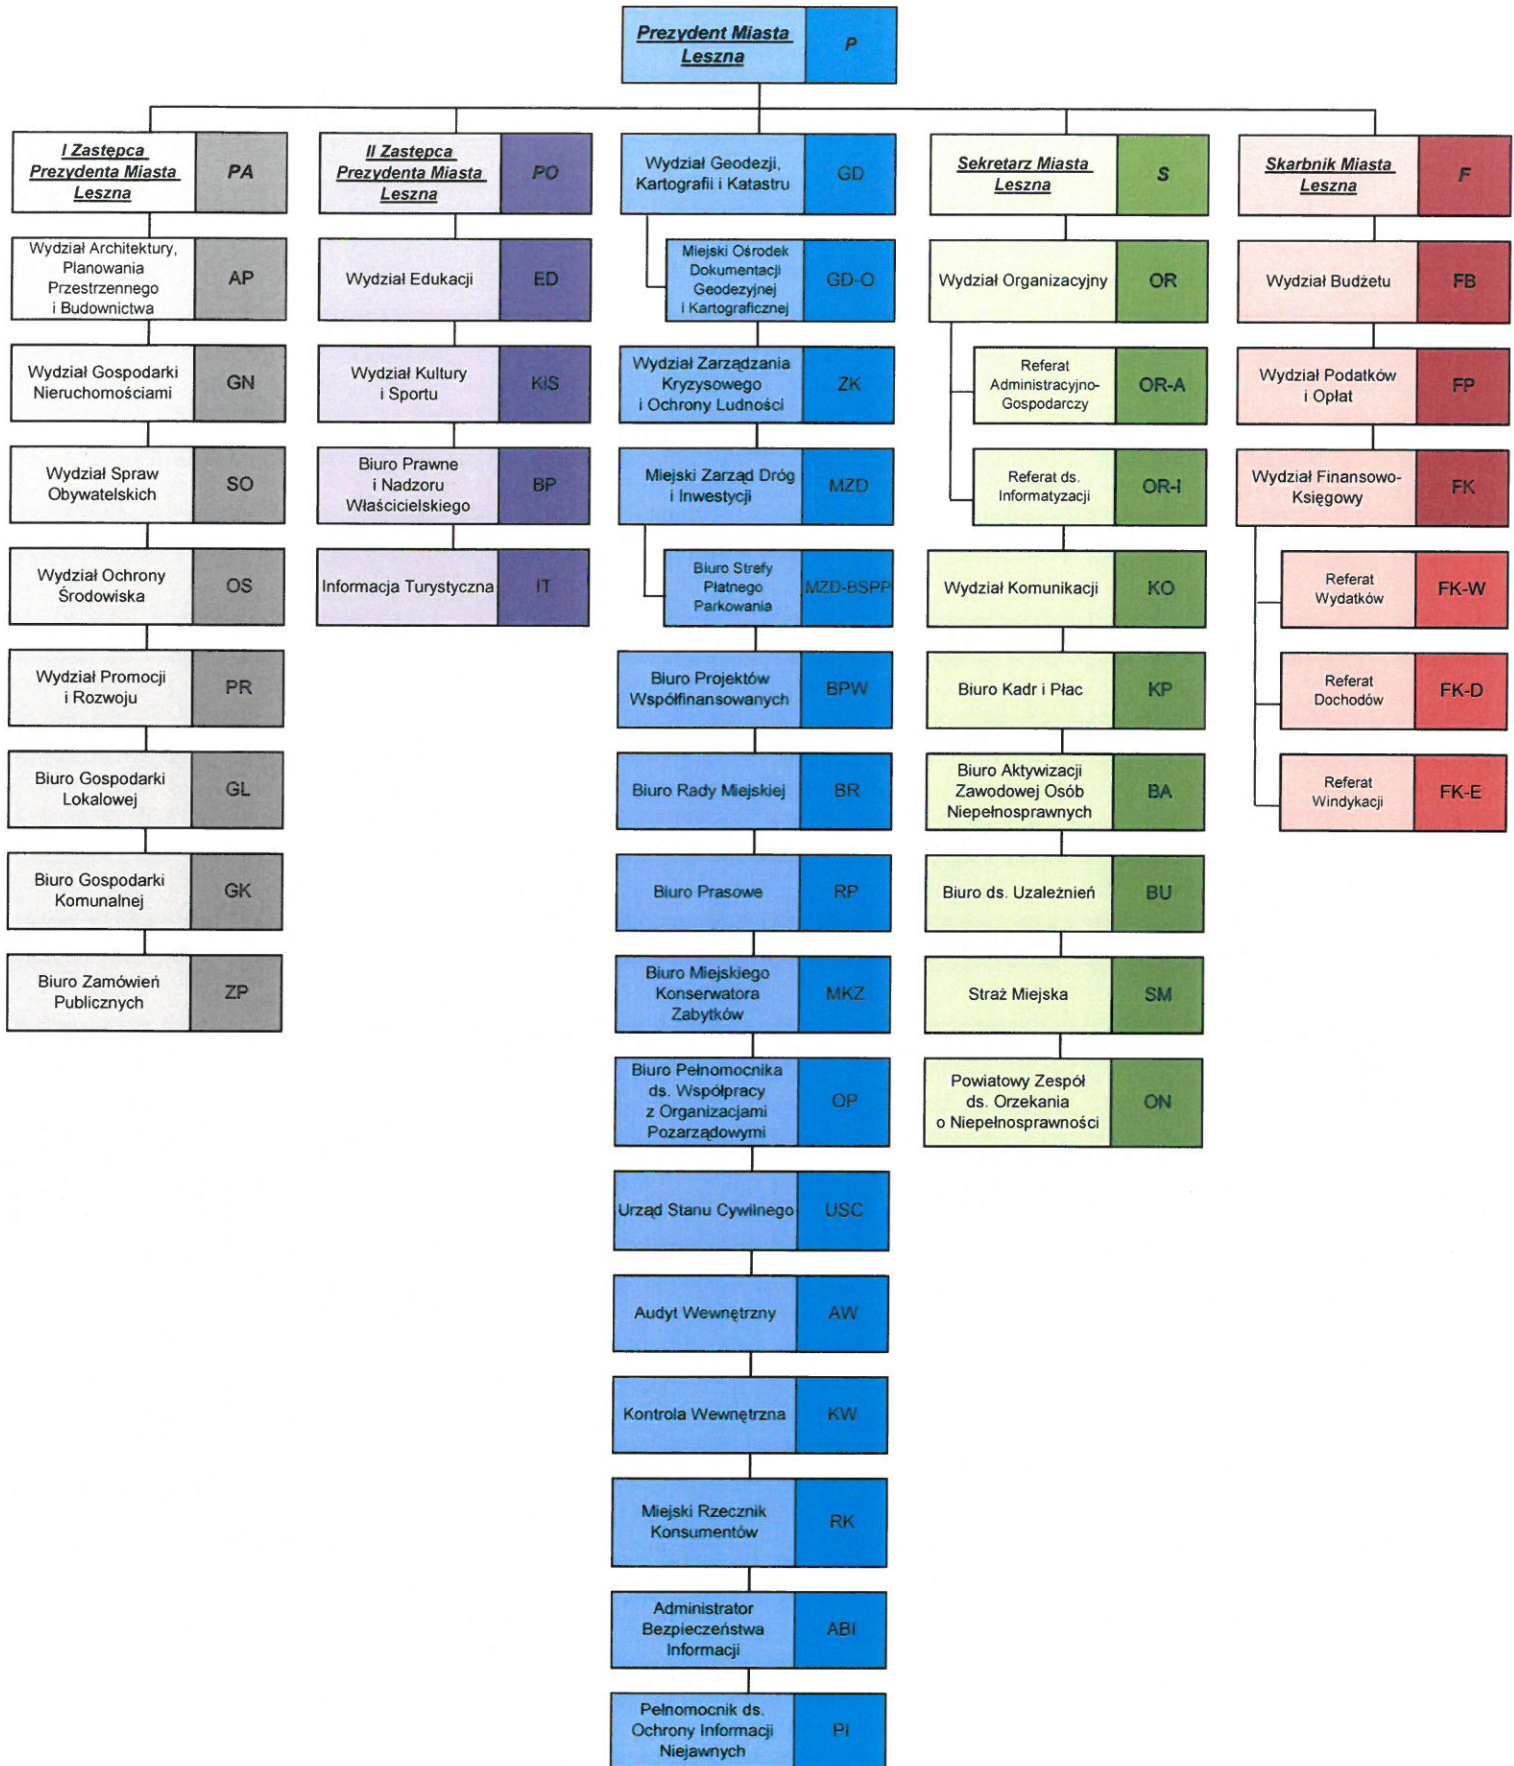 Prezydent Miasta
Leszna
P
I Zastępca
Prezydenta Miasta
Leszna
PA
Wydział Architektury,
Planowania
Przestrzennego
i Budownictwa
AP
Wydział Gospodarki
Nieruchomościami
GN
Wydział Spraw
Obywatelskich
SO
Wydział Ochrony
Środowiska
OS
Wydział Promocji
i Rozwoju
PR
Biuro Gospodarki
Lokalowej
GL
Biuro Gospodarki
Komunalnej
GK
Biuro Zamówień
Publicznych
ZP
II Zastępca
Prezydenta Miasta
Leszna
PO
Wydział Edukacji
ED
Wydział Kultury
i Sportu
KiS
Biuro Prawne
i Nadzoru
Właścicielskiego
BP
Informacja Turystyczna
IT
Wydział Geodezji,
Kartografii i Katastru
GD
Miejski Ośrodek
Dokumentacji
Geodezyjnej
i Kartograficznej
GD-O
Wydział Zarządzania
Kryzysowego
i Ochrony Ludności
ZK
Miejski Zarząd Dróg
i Inwestycji
MZD
Biuro Strefy
Płatnego
Parkowania
MZD-BSPP
Biuro Projektów
Współfinansowanych
BPW
Biuro Rady Miejskiej
BR
Biuro Prasowe
RP
Biuro Miejskiego
Konserwatora
Zabytków
MKZ
Biuro Pełnomocnika
ds. Współpracy
z Organizacjami
Pozarządowymi
OP
Urząd Stanu Cywilnego
USC
Audyt Wewnętrzny
AW
Kontrola Wewnętrzna
KW
Miejski Rzecznik
Konsumentów
RK
Administrator
Bezpieczeństwa
Informacji
ABI
Pełnomocnik ds.
Ochrony Informacji
Niejawnych
PI
Sekretarz Miasta
Leszna
S
Wydział Organizacyjny
OR
Referat
Administracyjno-
Gospodarczy
OR-A
Referat ds.
Informatyzacji
OR-I
Wydział Komunikacji
KO
Biuro Kadr i Płac
KP
Biuro Aktywizacji
Zawodowej Osób
Niepełnosprawnych
BA
Biuro ds. Uzależnień
BU
Straż Miejska
SM
Powiatowy Zespół
ds. Orzekania
o Niepełnosprawności
ON
Skarbnik Miasta
Leszna
F
Wydział Budżetu
FB
Wydział Podatków
i Opłat
FP
Wydział Finansowo-
Księgowy
FK
Referat
Wydatków
FK-W
Referat
Dochodów
FK-D
Referat
Windykacji
FK-E